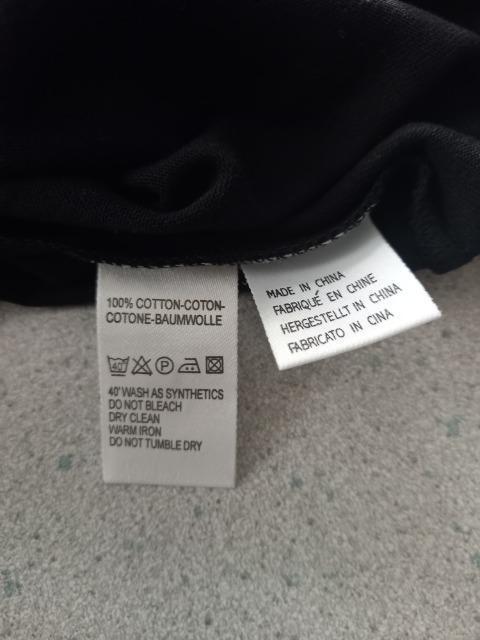 100% COTTON-COTON-
COTONE-BAUMWOLLE
40
P
40'WASH AS SYNTHETICS
DO NOT BLEACH
DRY CLEAN
WARM IRON
DO NOT TUMBLE DRY
MADE IN CHINA
FABRIQUÉ EN CHINE
HERGESTELLT IN CHINA
FABRICATO IN CINA